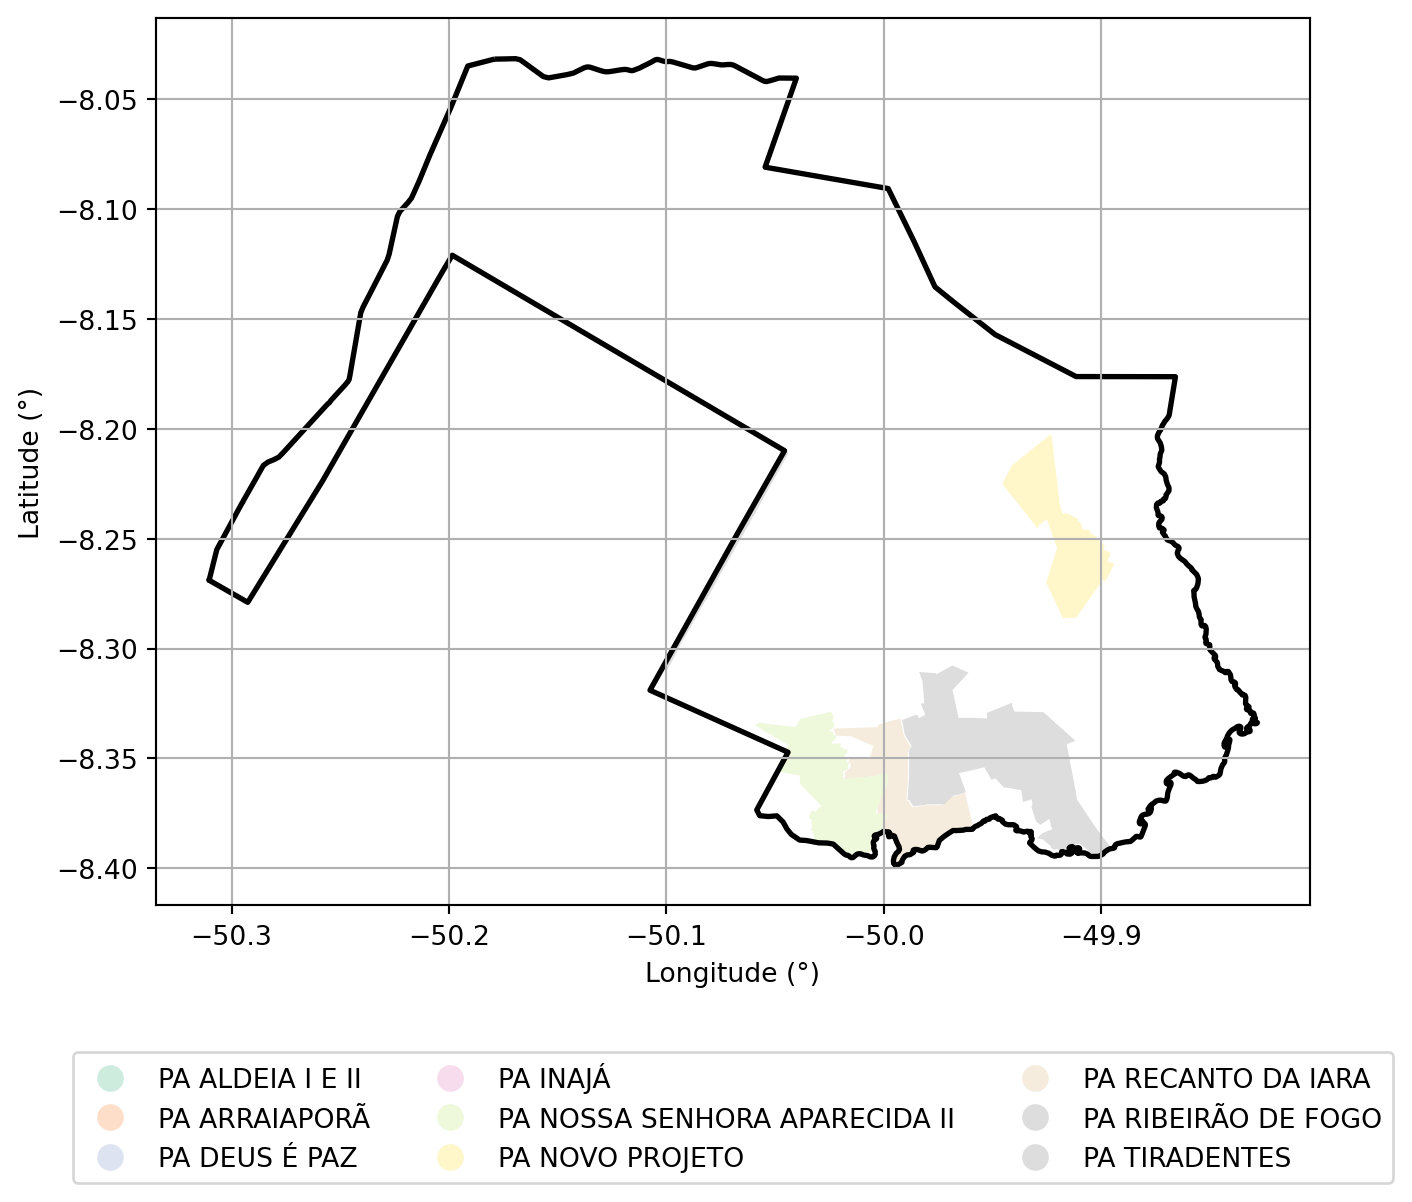 −8.05
−8.10
−8.15
−8.20
−8.25
−8.30
−8.35
−8.40
Latitude (°)
−50.3 −50.2 −50.1 −50.0 −49.9
Longitude (°)
PA ALDEIA I E II PA INAJÁ PA RECANTO DA IARA
PA ARRAIAPORÃ PA NOSSA SENHORA APARECIDA II PA RIBEIRÃO DE FOGO
PA DEUS É PAZ PA NOVO PROJETO PA TIRADENTES